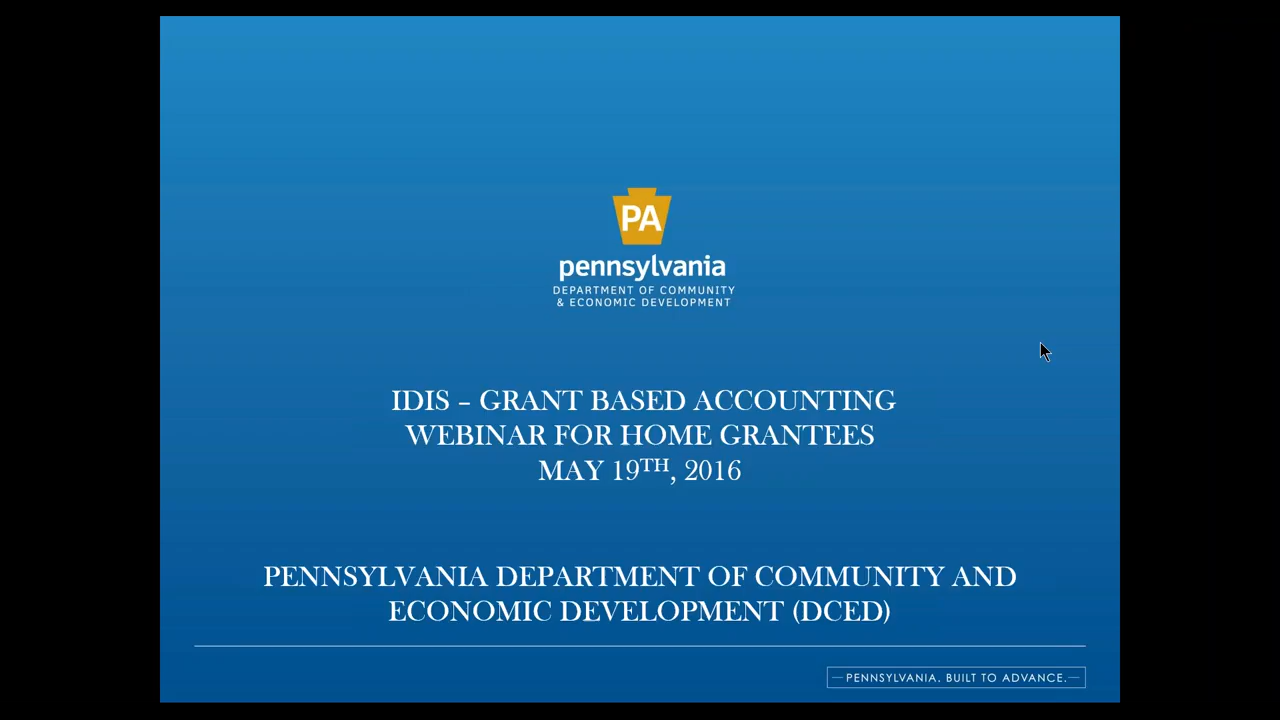 PA
pennsylvania
DEPARTMENT OF COMMUNITY
& ECONOMIC DEVELOPMENT
IDIS – GRANT BASED ACCOUNTING
WEBINAR FOR HOME GRANTEES
MAY 19TH, 2016
PENNSYLVANIA DEPARTMENT OF COMMUNITY AND
ECONOMIC DEVELOPMENT (DCED)
PENNSYLVANIA. BUILT TO ADVANCE.